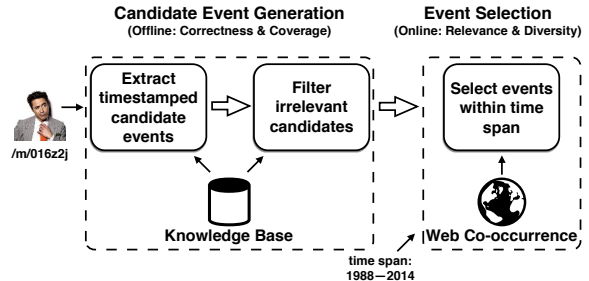 Candidate Event Generation
(Offline: Correctness & Coverage)
Event Selection
(Online: Relevance & Diversity)
Extract
timestamped
candidate
events
Filter
irrelevant
candidates
Select events
within time
span
/m/016z2j
Knowledge Base
Web Co-occurrence
time span:
1988—2014